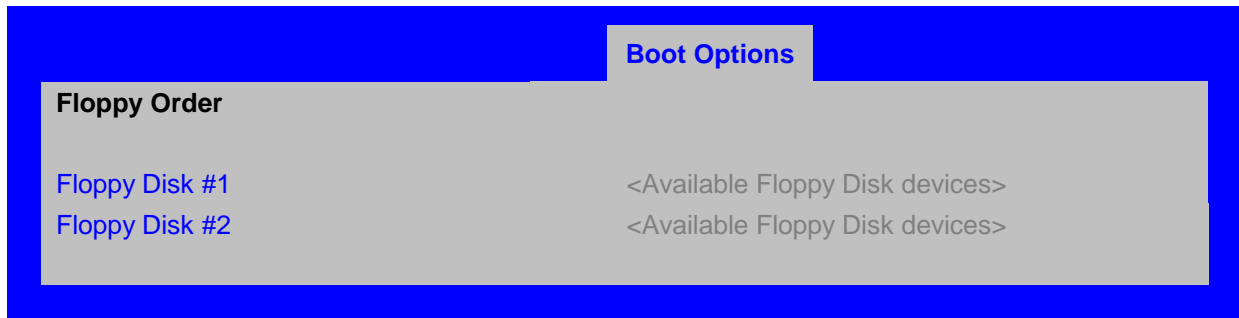 Boot Options
Floppy Order
Floppy Disk #1 <Available Floppy Disk devices>
Floppy Disk #2 <Available Floppy Disk devices>